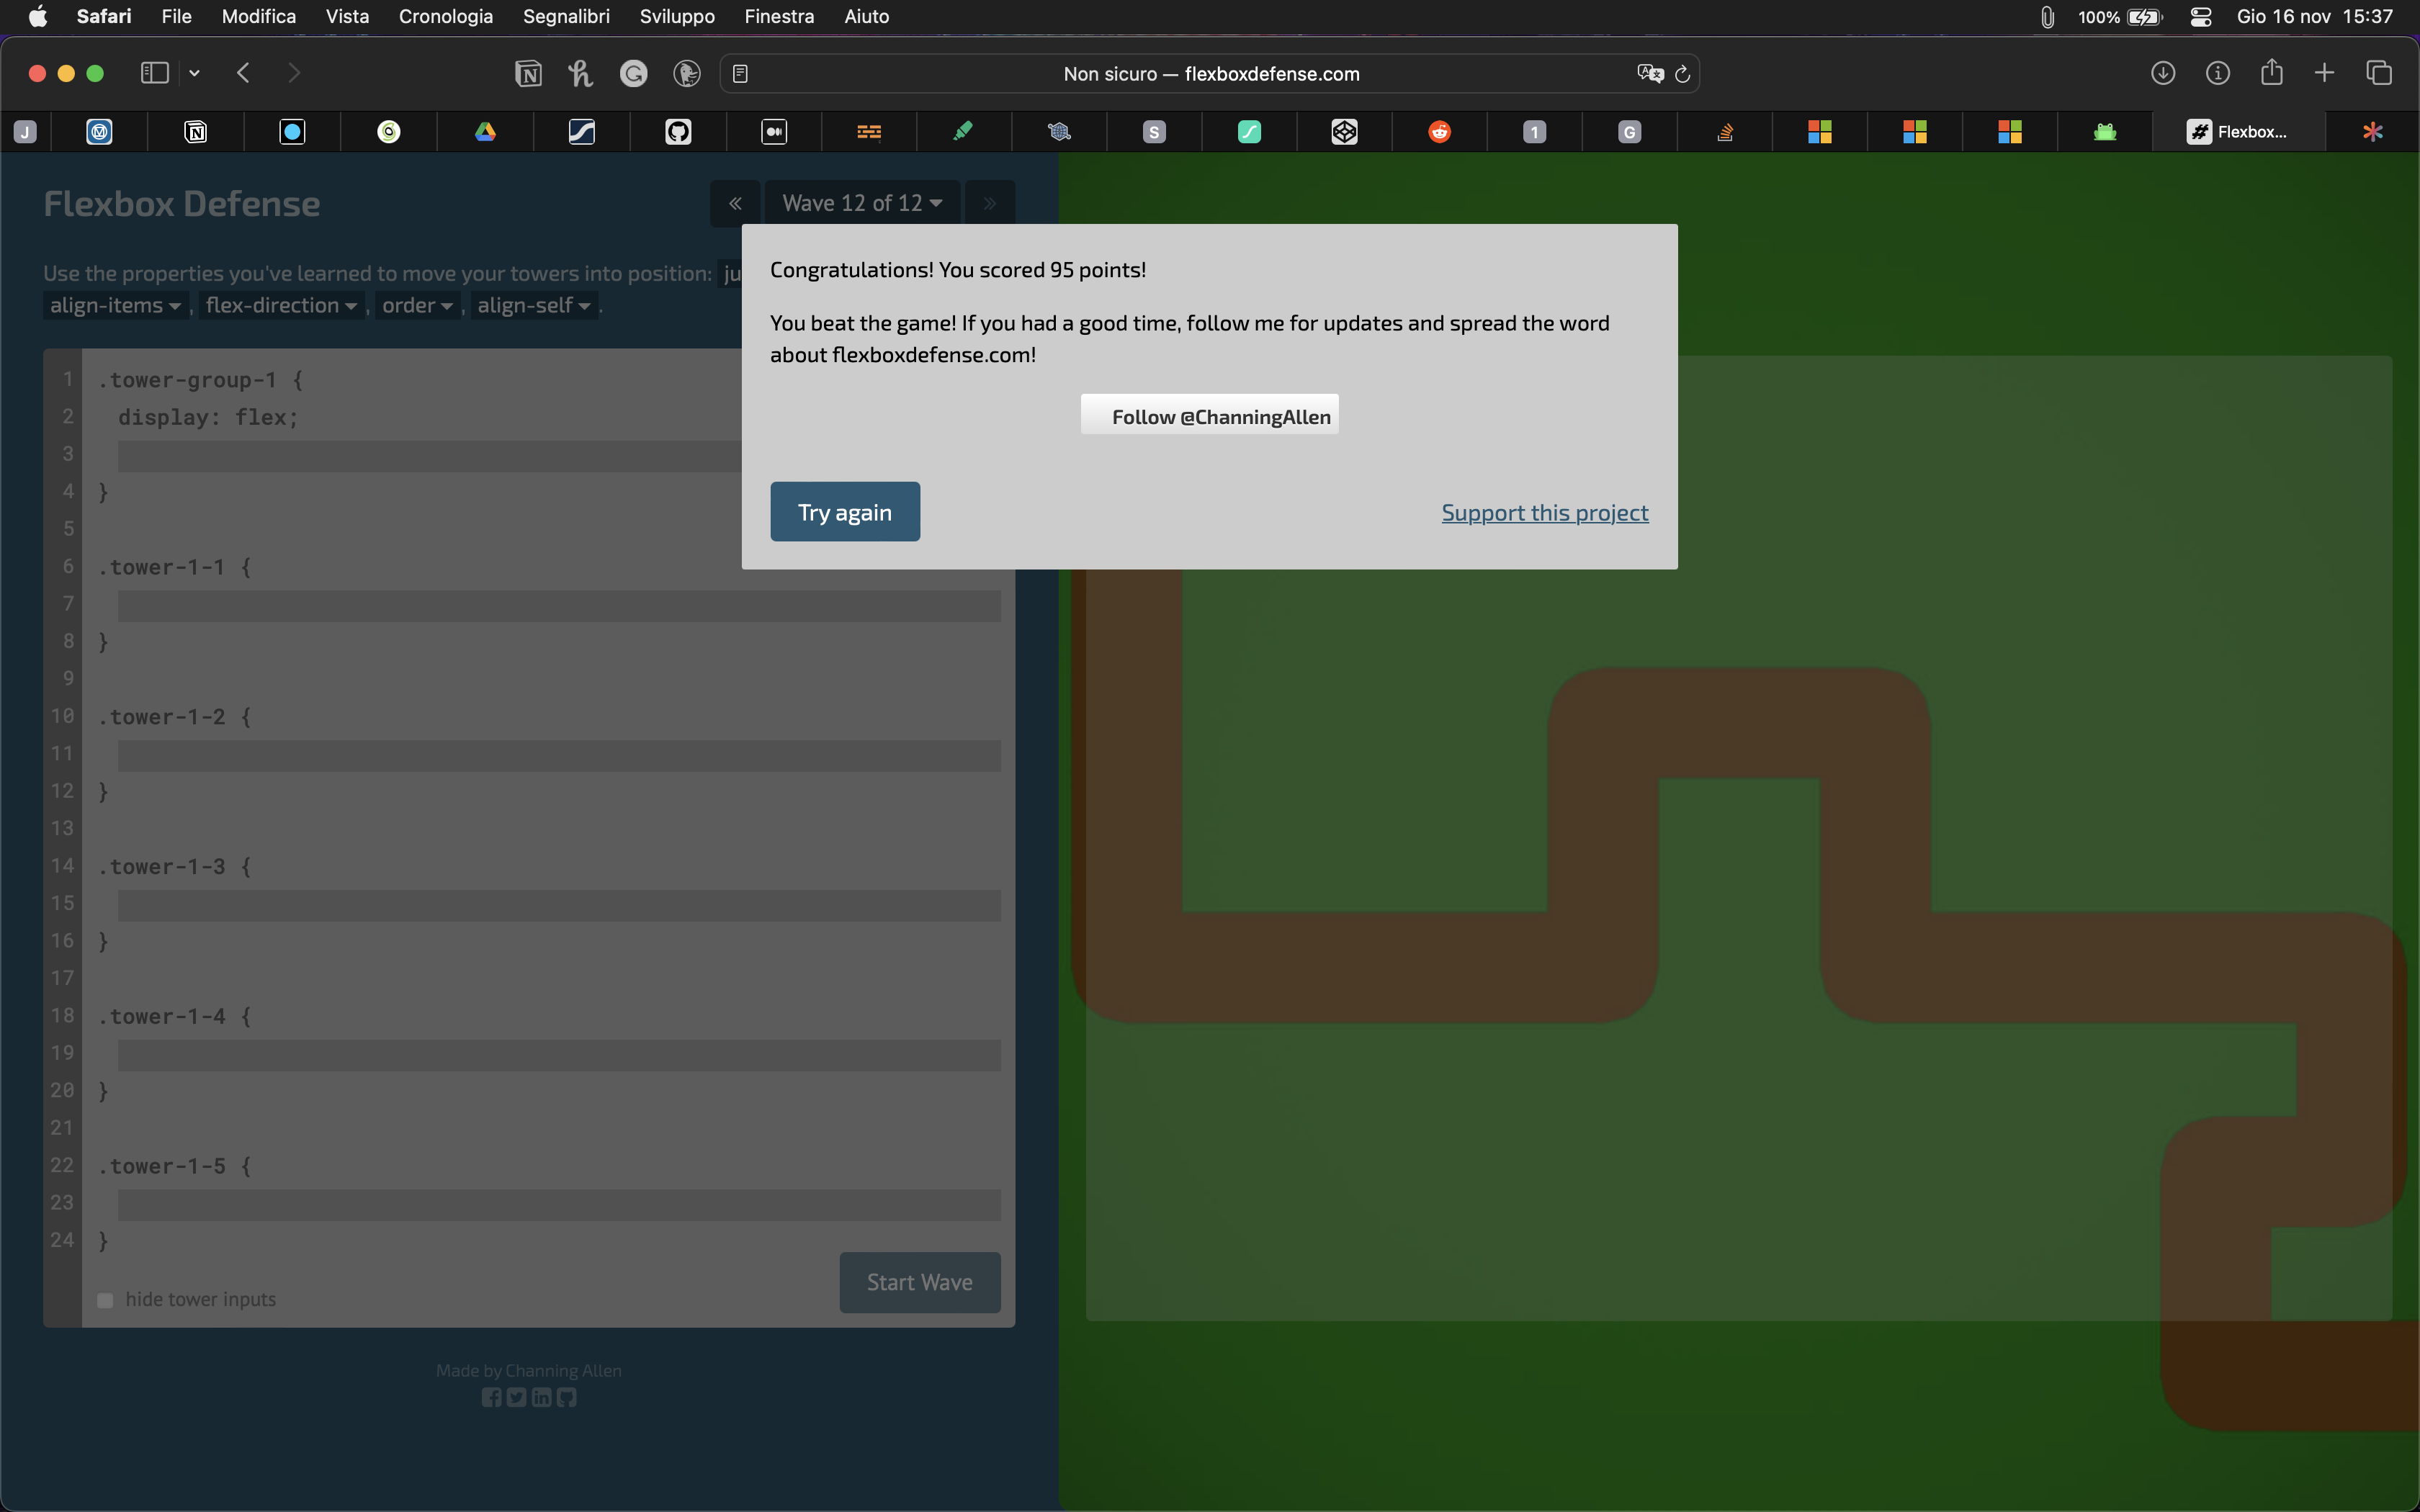 Safari File Modifica Vista Cronologia Segnalibri Sviluppo Finestra Aiuto 100% Gio 16 nov 15:37
Non sicuro — flexboxdefense.com
J S 1 G Flexbox...
Flexbox Defense
« Wave 12 of 12 »
Use the properties you've learned to move your towers into position: ju
align-items , flex-direction , order , align-self .
Congratulations! You scored 95 points!
You beat the game! If you had a good time, follow me for updates and spread the word
about flexboxdefense.com!
Follow @ChanningAllen
Try again Support this project
1 .tower-group-1 {
2 display: flex;
3
4 }
5
6 .tower-1-1 {
7
8 }
9
10 .tower-1-2 {
11
12 }
13
14 .tower-1-3 {
15
16 }
17
18 .tower-1-4 {
19
20 }
21
22 .tower-1-5 {
23
24 }
hide tower inputs Start Wave
Made by Channing Allen